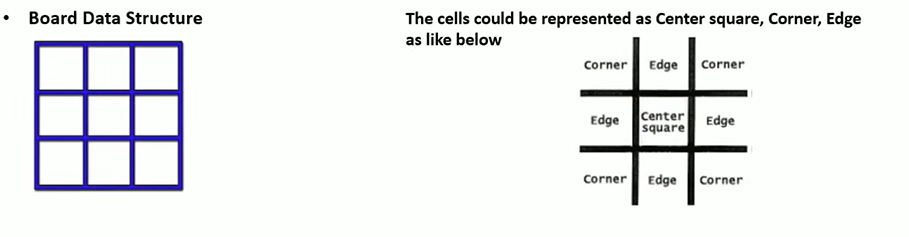 • Board Data Structure
The cells could be represented as Center square, Corner, Edge
as like below
Corner Edge Corner
Edge Center square Edge
Corner Edge Corner